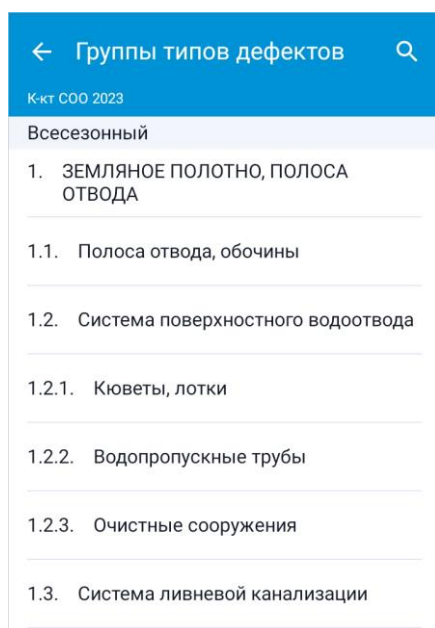 Группы типов дефектов
К-кт СОО 2023
Всесезонный
1. ЗЕМЛЯНОЕ ПОЛОТНО, ПОЛОСА
ОТВОДА
1.1. Полоса отвода, обочины
1.2. Система поверхностного водоотвода
1.2.1. Кюветы, лотки
1.2.2. Водопропускные трубы
1.2.3. Очистные сооружения
1.3. Система ливневой канализации